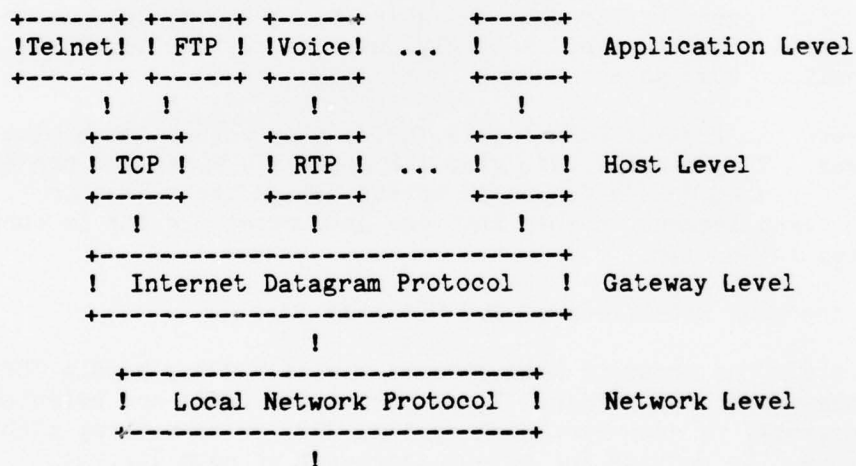 +------+ +-----+ +-----+     +-----+
!Telnet! ! FTP ! !Voice! ... !     !  Application Level
+------+ +-----+ +-----+     +-----+
      !   !         !             !
     +-----+     +-----+     +-----+
     ! TCP !     ! RTP ! ... !     !  Host Level
     +-----+     +-----+     +-----+
        !           !             !
     +-------------------------------+
     !  Internet Datagram Protocol   !  Gateway Level
     +-------------------------------+
                    !
       +---------------------------+
       !   Local Network Protocol  !    Network Level
       +---------------------------+
                    !